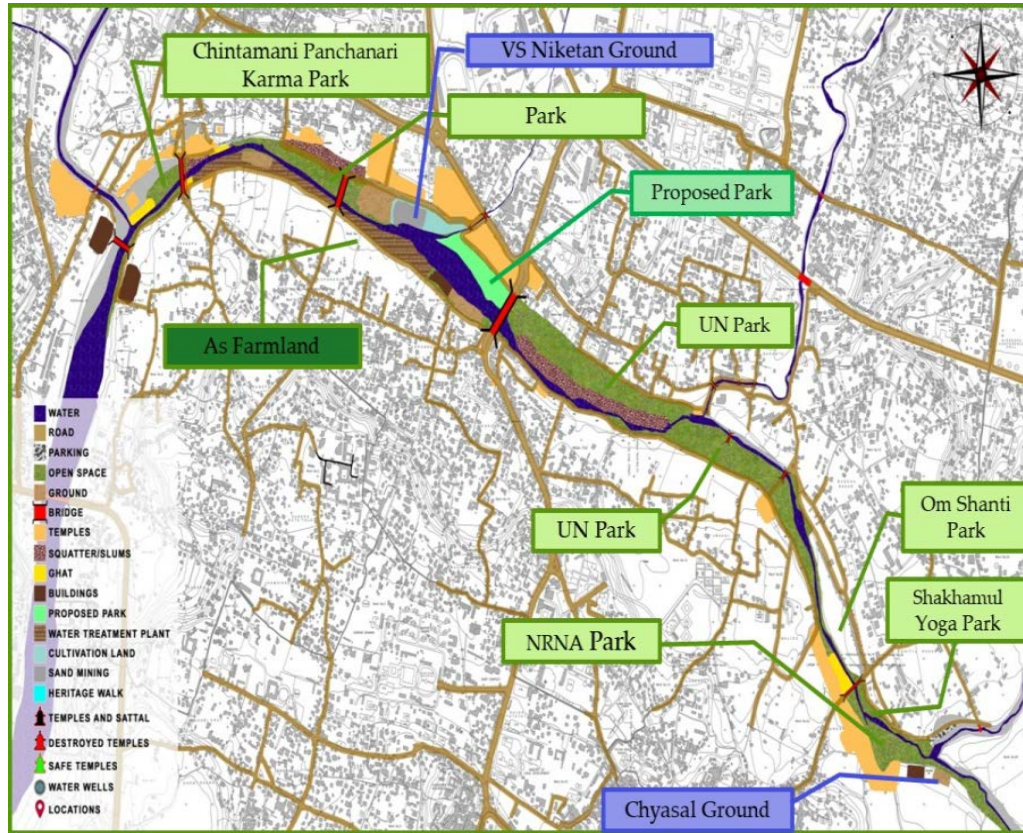 Chintamani Panchanari
Karma Park
VS Niketan Ground
Park
Proposed Park
As Farmland
UN Park
UN Park
Om Shanti
Park
Shakhamul
Yoga Park
NRNA Park
Chyasal Ground
WATER
ROAD
PARKING
OPEN SPACE
GROUND
BRIDGE
TEMPLES
SQUATTER/SLUMS
GHAT
BUILDINGS
PROPOSED PARK
WATER TREATMENT PLANT
CULTIVATION LAND
SAND MINING
HERITAGE WALK
TEMPLES AND SATTAL
DESTROYED TEMPLES
SAFE TEMPLES
WATER WELLS
LOCATIONS